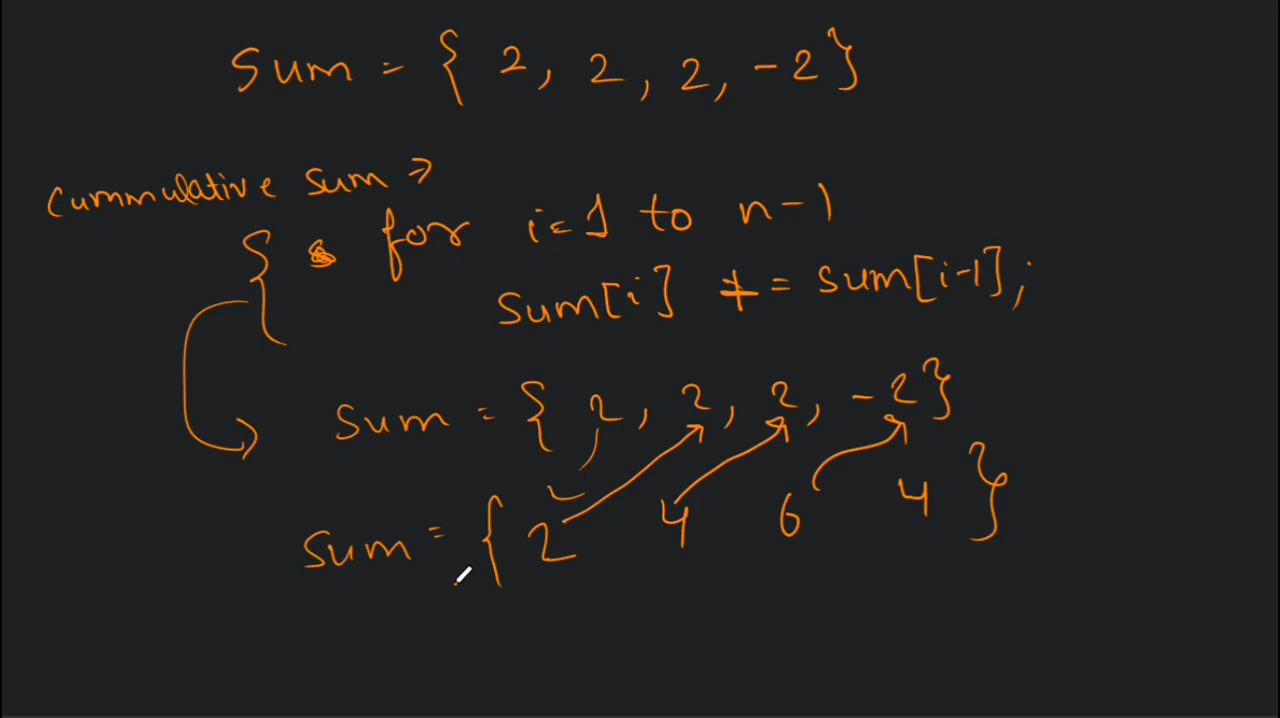 Sum = { 2, 2, 2, -2}
Cummulative Sum →
{ for i=1 to n-1
Sum[i] += sum[i-1];
Sum = { 2, 2, 2, -2}
Sum = { 2 4 6 4 }